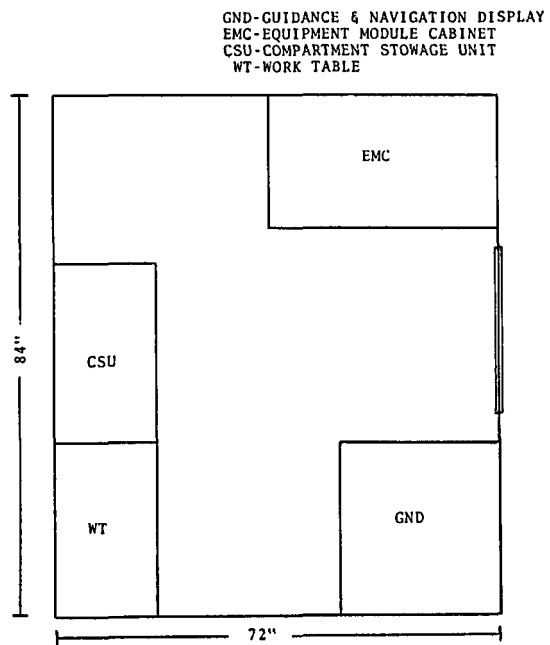 GND-GUIDANCE & NAVIGATION DISPLAY
EMC-EQUIPMENT MODULE CABINET
CSU-COMPARTMENT STOWAGE UNIT
WT-WORK TABLE
EMC
84"
CSU
WT
GND
72"